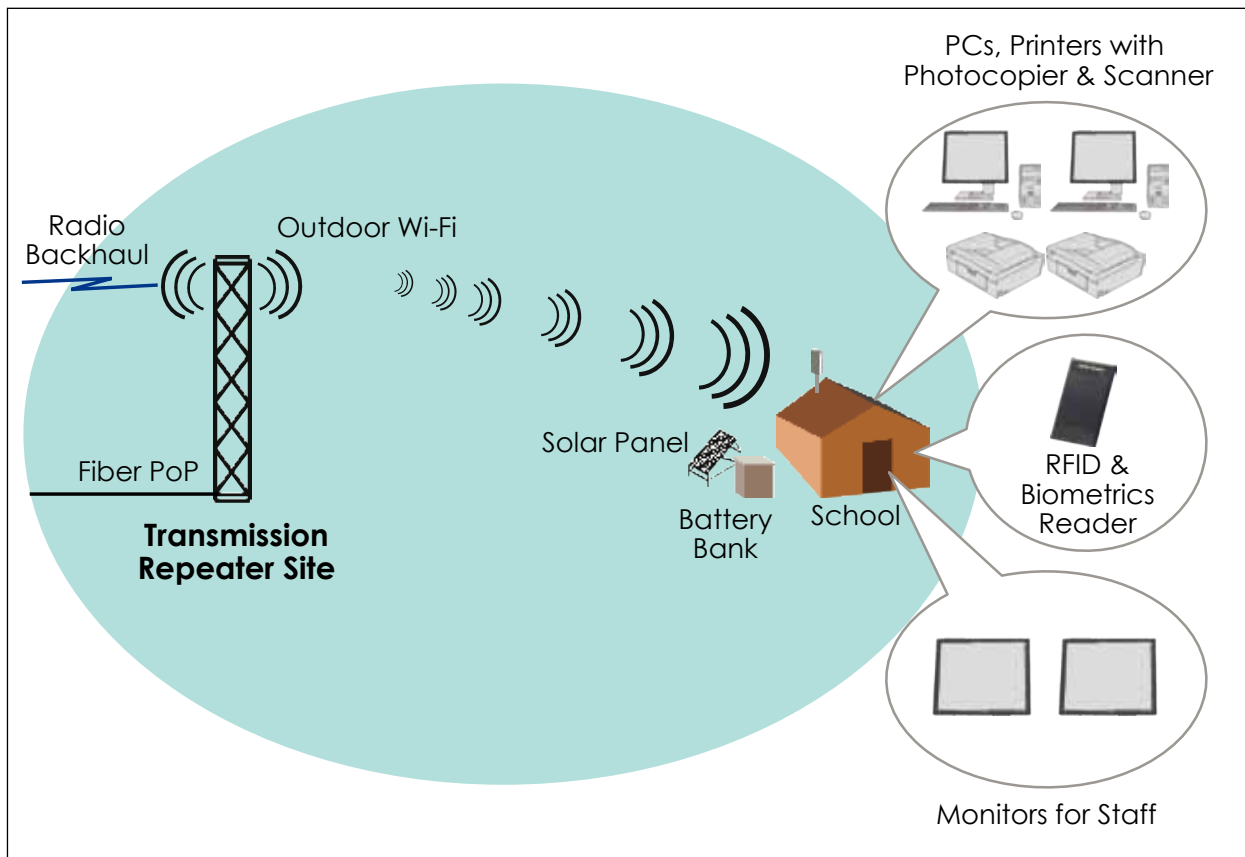 PCs, Printers with
Photocopier & Scanner
Radio
Backhaul
Outdoor Wi-Fi
Solar Panel
Fiber PoP
Battery
Bank
School
RFID &
Biometrics
Reader
Transmission
Repeater Site
Monitors for Staff